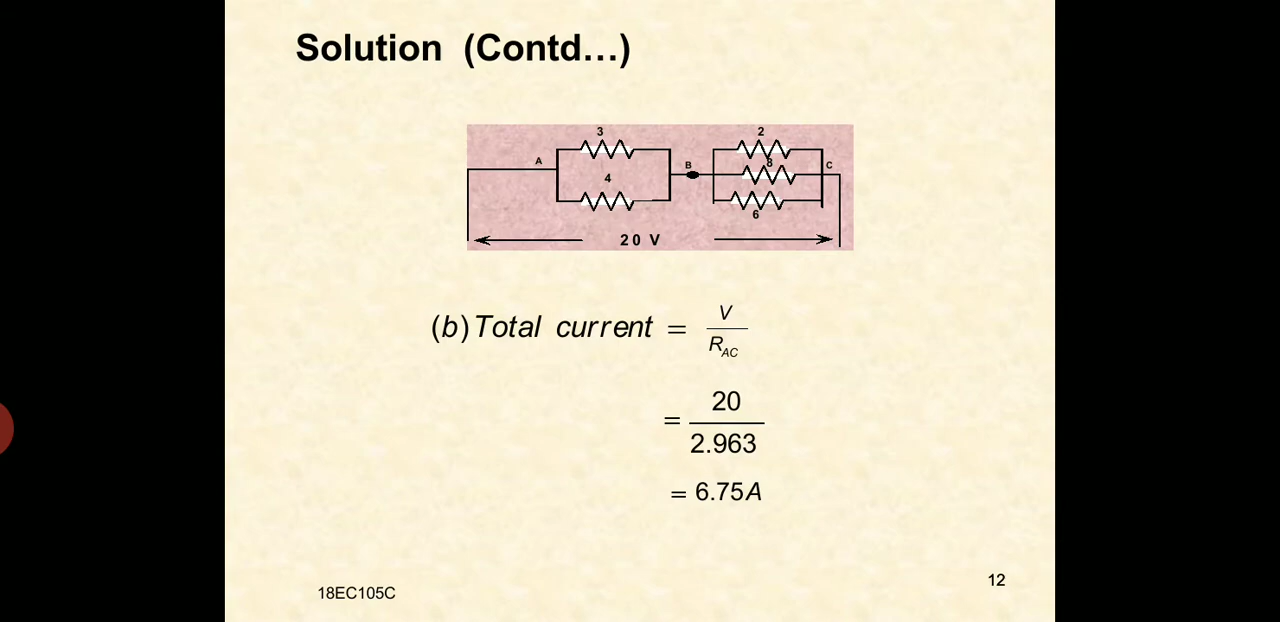 Solution (Contd...)
3
2
A
B
8
C
4
6
20 V
(b) Total current = V / R_AC
= 20 / 2.963
= 6.75A
12
18EC105C